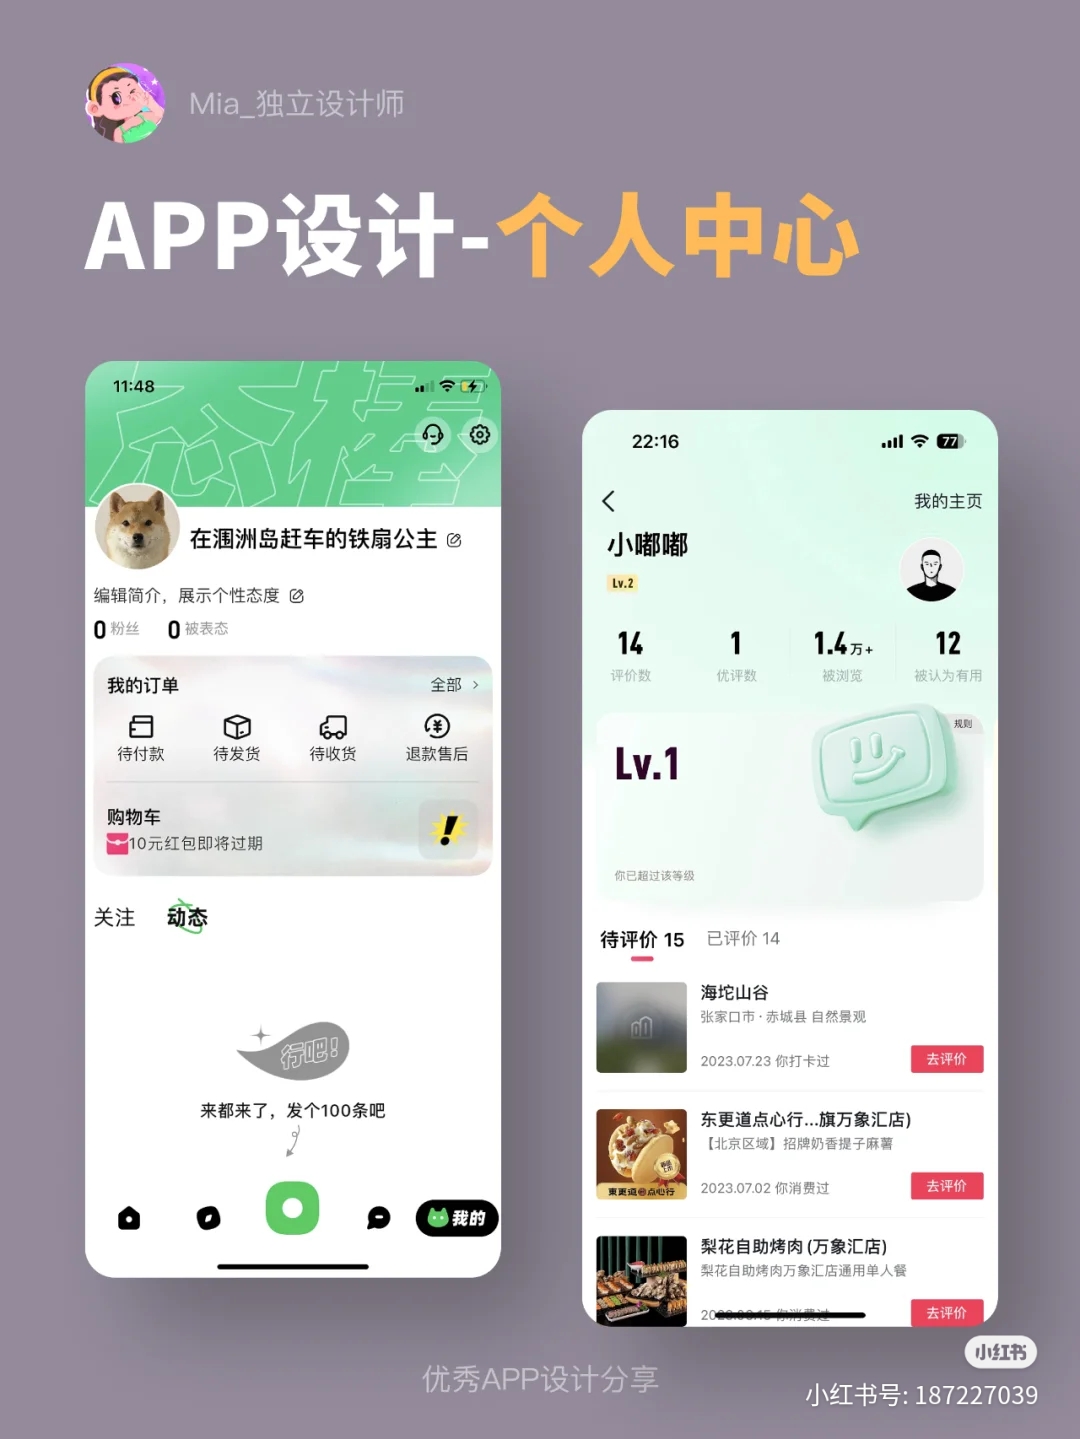 Mia_独立设计师
APP设计-个人中心
11:48
态棒
在涠洲岛赶车的铁扇公主
编辑简介，展示个性态度
0 粉丝 0 被表态
我的订单 全部
待付款 待发货 待收货 退款售后
购物车
10元红包即将过期
关注 动态
行吧!
来都来了，发个100条吧
我的
22:16 77
我的主页
小嘟嘟
Lv.2
14 1 1.4万+ 12
评价数 优评数 被浏览 被认为有用
规则
Lv.1
你已超过该等级
待评价 15 已评价 14
海坨山谷
张家口市·赤城县 自然景观
2023.07.23 你打卡过 去评价
东更道点心行...旗万象汇店)
【北京区域】招牌奶香提子麻薯
東更道点心行
2023.07.02 你消费过 去评价
梨花自助烤肉(万象汇店)
梨花自助烤肉万象汇店通用单人餐
你消费过 去评价
优秀APP设计分享
小红书
小红书号: 187227039